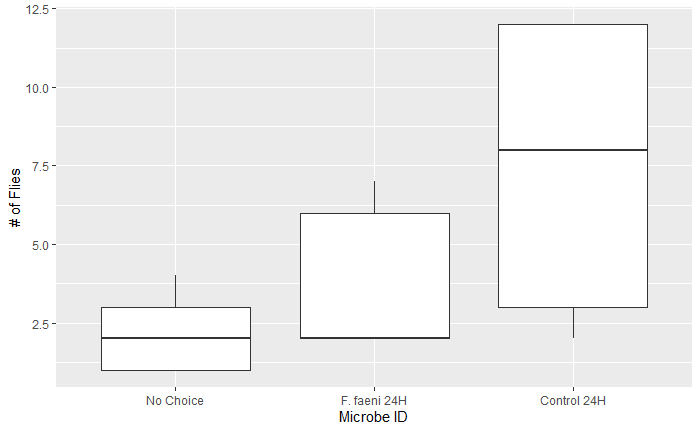 12.5
10.0
7.5
5.0
2.5
# of Flies
No Choice
F. faeni 24H
Control 24H
Microbe ID